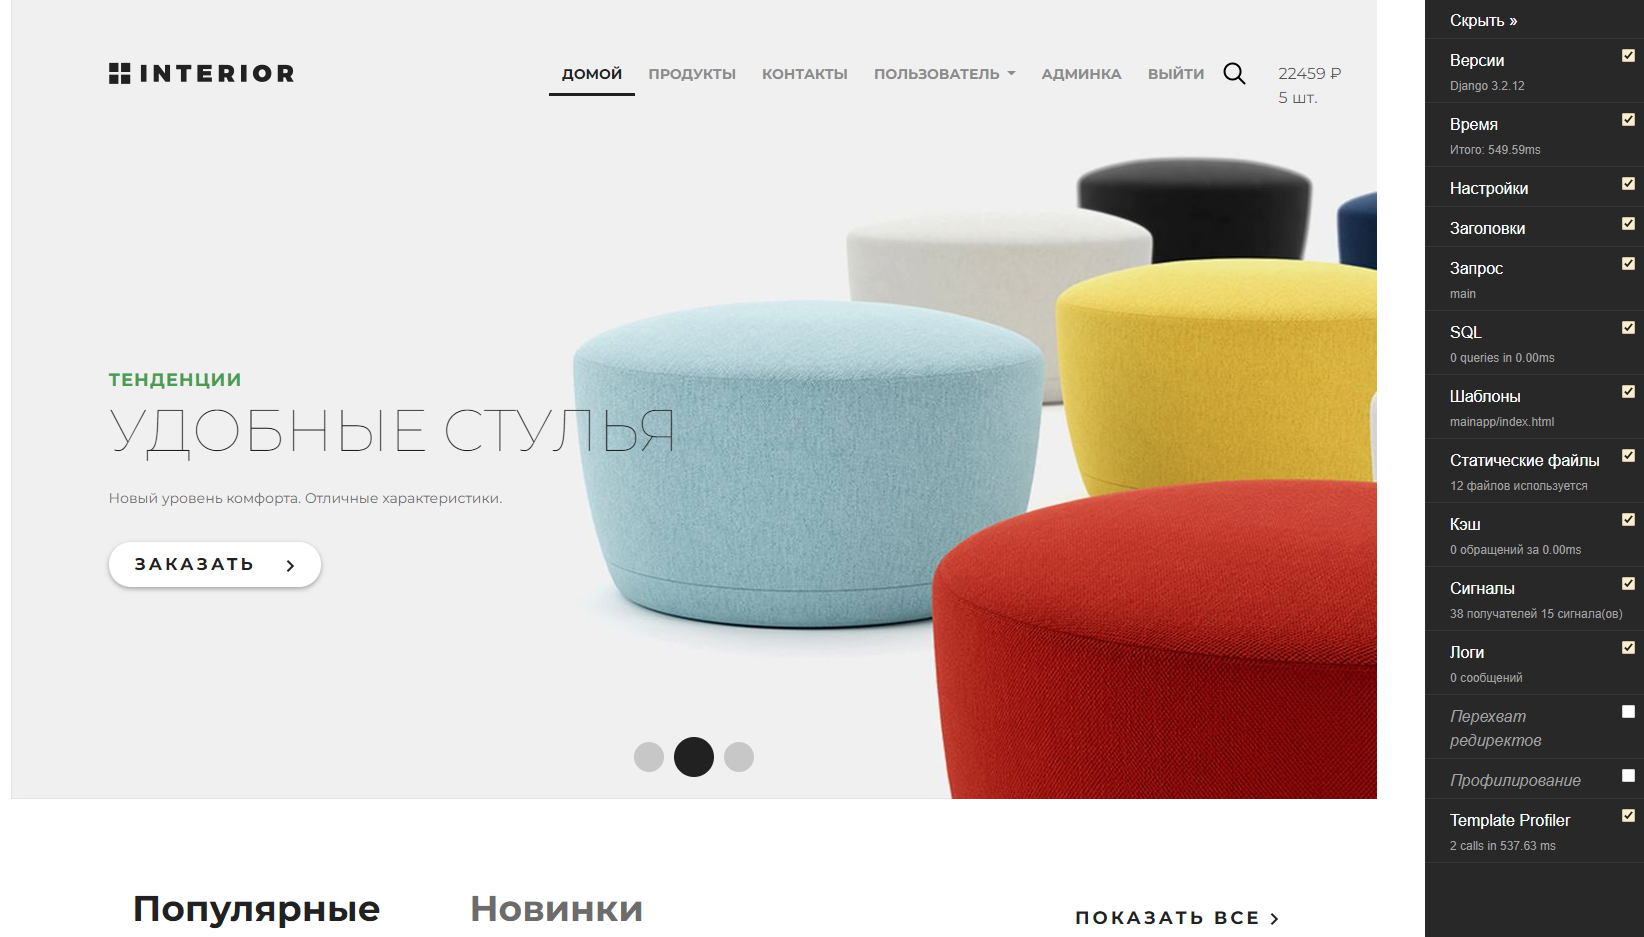 INTERIOR
ДОМОЙ ПРОДУКТЫ КОНТАКТЫ ПОЛЬЗОВАТЕЛЬ АДМИНКА ВЫЙТИ
22459 ₽
5 шт.
ТЕНДЕНЦИИ
УДОБНЫЕ СТУЛЬЯ
Новый уровень комфорта. Отличные характеристики.
ЗАКАЗАТЬ
Популярные Новинки ПОКАЗАТЬ ВСЕ
Скрыть »
Версии
Django 3.2.12
Время
Итого: 549.59ms
Настройки
Заголовки
Запрос
main
SQL
0 queries in 0.00ms
Шаблоны
mainapp/index.html
Статические файлы
12 файлов используется
Кэш
0 обращений за 0.00ms
Сигналы
38 получателей 15 сигнала(ов)
Логи
0 сообщений
Перехват
редиректов
Профилирование
Template Profiler
2 calls in 537.63 ms